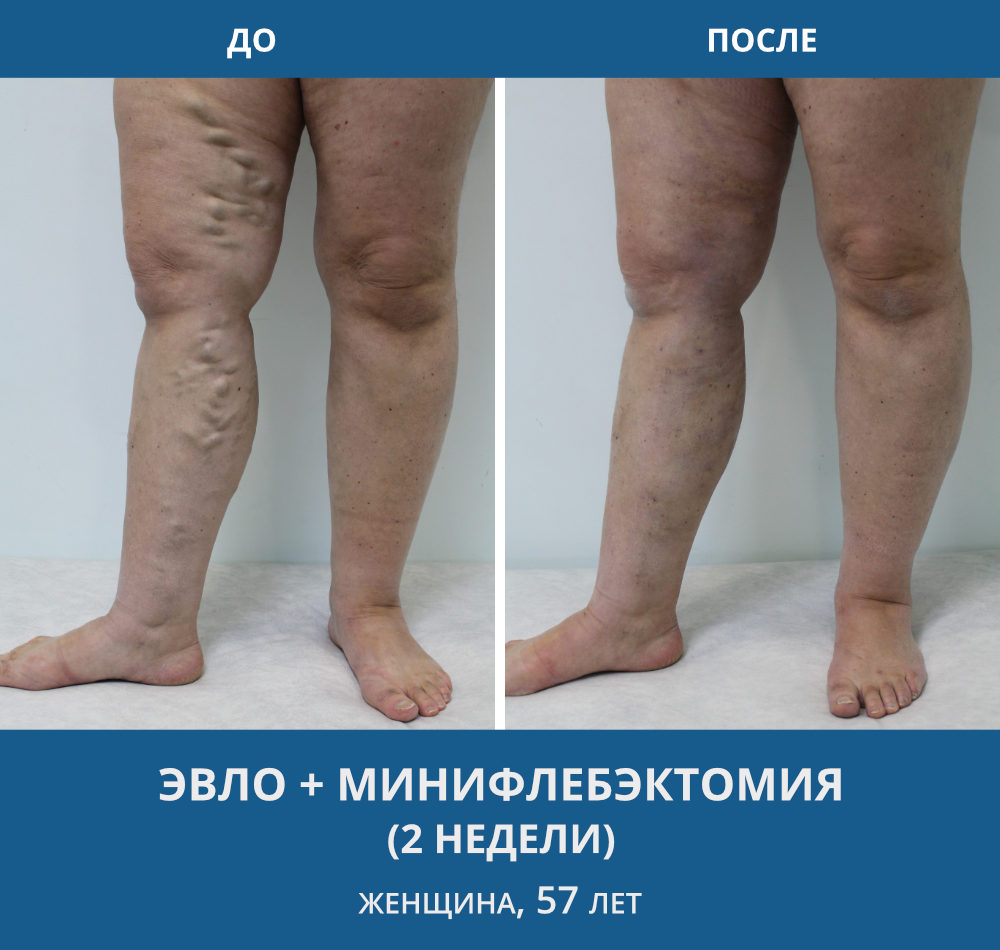 ДО
ПОСЛЕ
ЭВЛО + МИНИФЛЕБЭКТОМИЯ
(2 НЕДЕЛИ)
ЖЕНЩИНА, 57 ЛЕТ